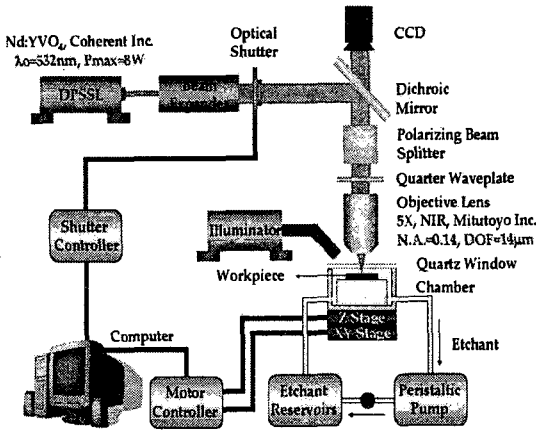 CCD
Optical
Shutter
Nd:YVO4, Coherent Inc.
λo=532nm, Pmax=8W
DPSSL
Beam
Expander
Dichroic
Mirror
Polarizing Beam
Splitter
Quarter Waveplate
Objective Lens
5X, NIR, Mitutoyo Inc.
N.A.=0.14, DOF=14μm
Shutter
Controller
Illuminator
Workpiece
Quartz Window
Chamber
Z Stage
XY Stage
Etchant
Computer
Motor
Controller
Etchant
Reservoirs
Peristaltic
Pump